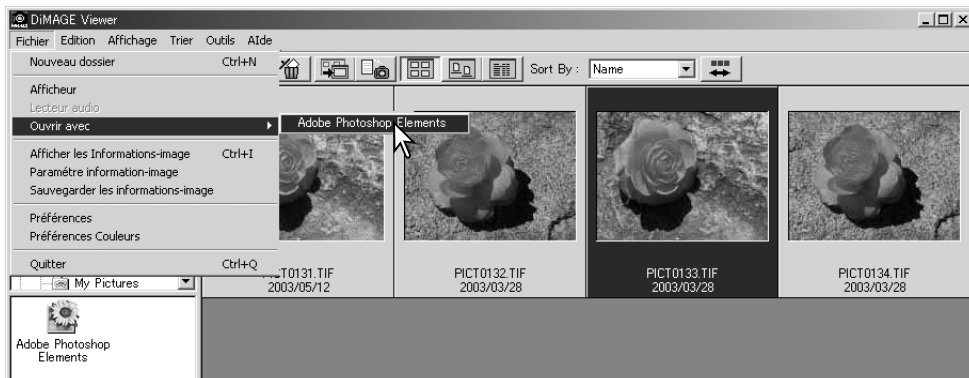 DiMAGE Viewer
Fichier Edition Affichage Trier Outils AIde
Nouveau dossier Ctrl+N
Sort By : Name
Afficheur
Lecteur audio
Ouvrir avec
Adobe Photoshop Elements
Afficher les Informations-image Ctrl+I
Paramétre information-image
Sauvegarder les informations-image
Préférences
Préférences Couleurs
Quitter Ctrl+Q
PICT0132.TIF
2003/03/28
PICT0133.TIF
2003/03/28
PICT0134.TIF
2003/03/28
CT0131.TIF
2003/05/12
My Pictures
Adobe Photoshop
Elements